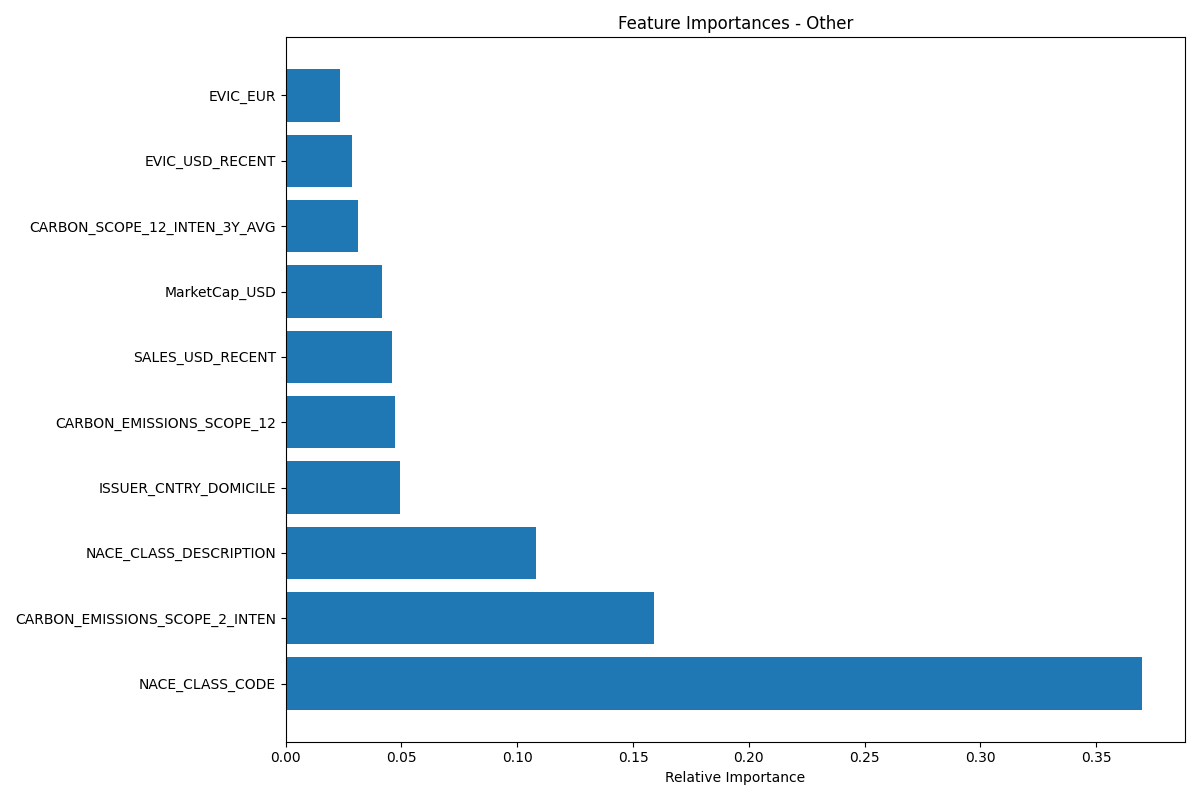 Feature Importances - Other
EVIC_EUR
EVIC_USD_RECENT
CARBON_SCOPE_12_INTEN_3Y_AVG
MarketCap_USD
SALES_USD_RECENT
CARBON_EMISSIONS_SCOPE_12
ISSUER_CNTRY_DOMICILE
NACE_CLASS_DESCRIPTION
CARBON_EMISSIONS_SCOPE_2_INTEN
NACE_CLASS_CODE
0.00 0.05 0.10 0.15 0.20 0.25 0.30 0.35
Relative Importance